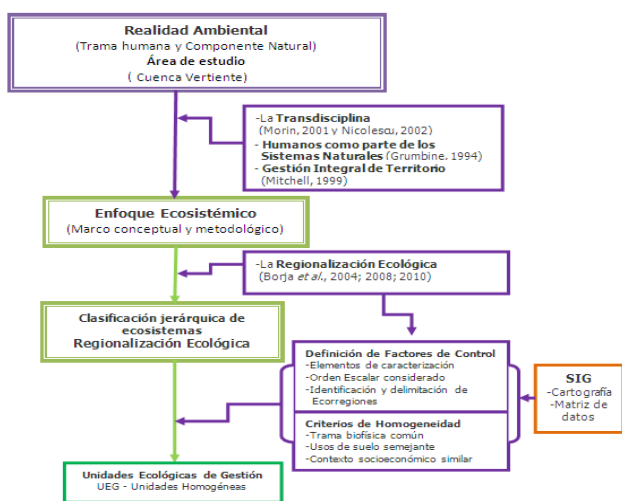 Realidad Ambiental
(Trama humana y Componente Natural)
Área de estudio
( Cuenca Vertiente)
-La Transdisciplina
(Morin, 2001 y Nicolescu, 2002)
- Humanos como parte de los
Sistemas Naturales (Grumbine. 1994)
- Gestión Integral de Territorio
(Mitchell, 1999)
Enfoque Ecosistémico
(Marco conceptual y metodológico)
-La Regionalización Ecológica
(Borja et al., 2004; 2008; 2010)
Clasificación jerárquica de
ecosistemas
Regionalización Ecológica
Definición de Factores de Control
-Elementos de caracterización
-Orden Escalar considerado
-Identificación y delimitación de
Ecorregiones
Criterios de Homogeneidad
-Trama biofísica común
-Usos de suelo semejante
-Contexto socioeconómico similar
SIG
-Cartografía
-Matriz de
datos
Unidades Ecológicas de Gestión
UEG - Unidades Homogéneas